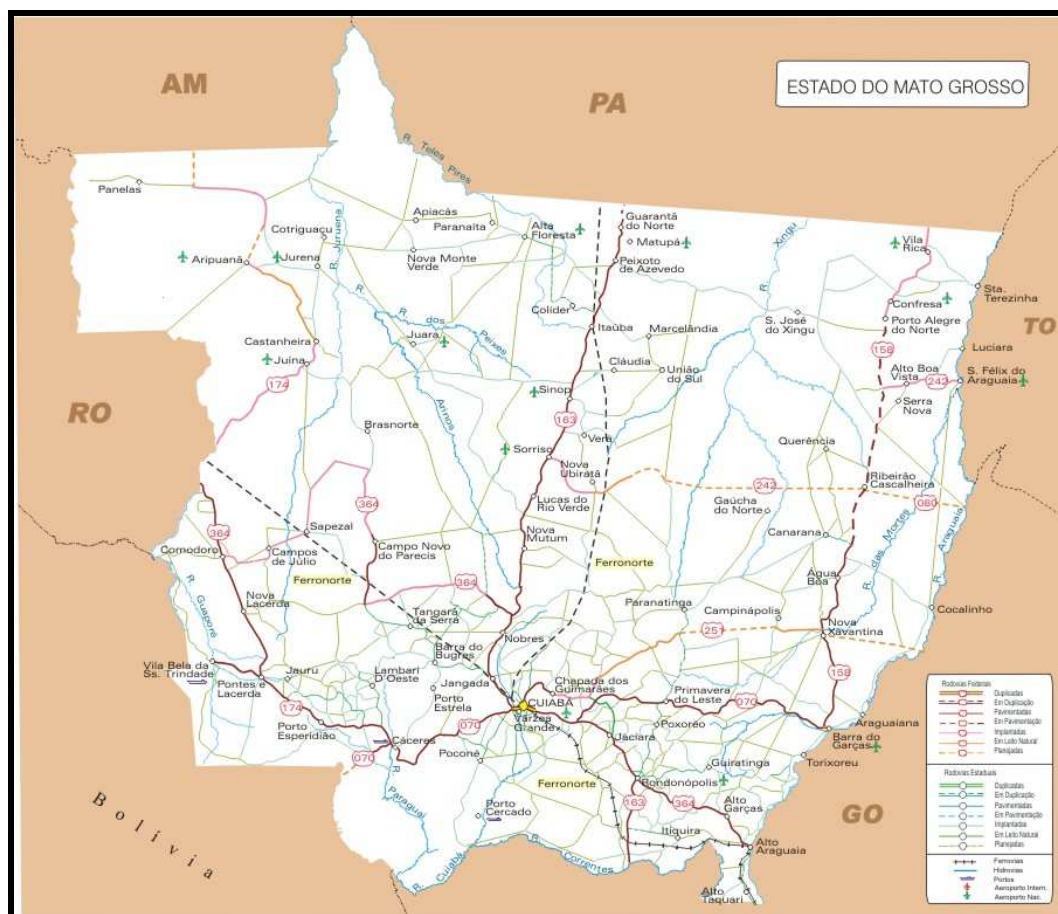 ESTADO DO MATO GROSSO
AM
PA
TO
RO
GO
Bolivia
R. Teles Pires
Panelas
Apiacás
Paranaíta
Alta
Floresta
Guarantã
do Norte
Matupá
Peixoto
de Azevedo
Cotriguaçu
R. Juruena
Nova Monte
Verde
R. Xingu
Vila
Rica
Aripuanã
Jurena
Sta.
Terezinha
Confresa
Porto Alegre
do Norte
R.
R. dos Peixes
Colíder
Itaúba
Marcelândia
S. José
do Xingu
Castanheira
Juara
Luciara
158
Juína
174
Cláudia
União
do Sul
Alto Boa
Vista
242
S. Félix do
Araguaia
Serra
Nova
Sinop
163
Arinos
Brasnorte
Vera
Querência
Sorriso
Nova
Ubiratã
242
Ribeirão
Cascalheira
080
364
Lucas do
Rio Verde
Gaúcha
do Norte
364
Sapezal
Nova
Mutum
Canarana
R. das Mortes
R. Araguaia
Comodoro
Campos
de Júlio
Campo Novo
do Parecis
Ferronorte
Ferronorte
Água
Boa
364
R. Guaporé
Nova
Lacerda
Tangará
da Serra
Paranatinga
Campinápolis
Cocalinho
Nobres
251
Nova
Xavantina
Barra do
Bugres
Vila Bela da
Ss. Trindade
Pontes e
Lacerda
Jauru
Lambari
D'Oeste
Jangada
Chapada dos
Guimarães
158
Porto
Estrela
CUIABÁ
Primavera
do Leste
070
174
Várzea
Grande
Porto
Esperidião
070
Poxoréo
Araguaiana
Cáceres
Jaciara
Barra do
Garças
070
Poconé
Guiratinga
Torixoreu
R. Paraguai
Ferronorte
Rondonópolis
163
364
Alto
Garças
Porto
Cercado
Itiquira
R. Correntes
Alto
Araguaia
R. Cuiabá
Alto
Taquari
Rodovias Federais
Duplicadas
Em Duplicação
Pavimentadas
Em Pavimentação
Implantadas
Em Leito Natural
Planejadas
Rodovias Estaduais
Duplicadas
Em Duplicação
Pavimentadas
Em Pavimentação
Implantadas
Em Leito Natural
Planejadas
Ferrovias
Hidrovias
Portos
Aeroporto Intern.
Aeroporto Nac.